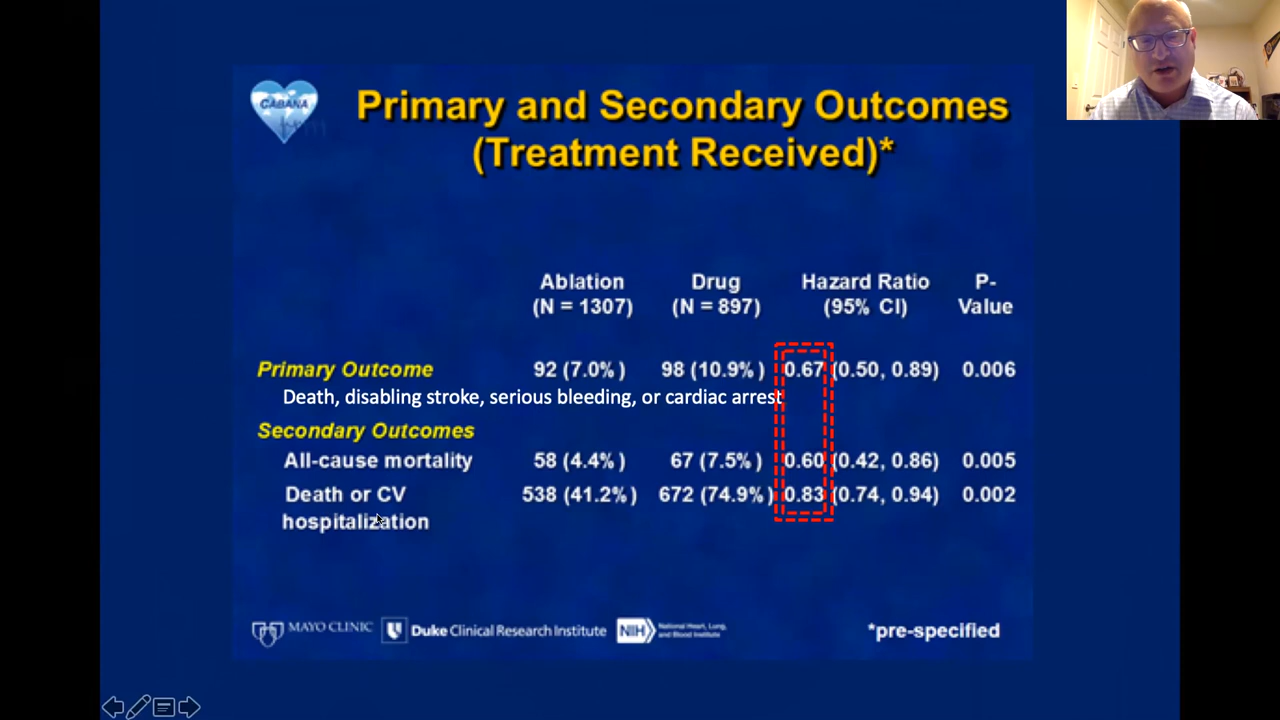 CABANA
Primary and Secondary Outcomes
(Treatment Received)*
Ablation Drug Hazard Ratio P-
(N = 1307) (N = 897) (95% CI) Value
Primary Outcome 92 (7.0%) 98 (10.9%) 0.67 (0.50, 0.89) 0.006
Death, disabling stroke, serious bleeding, or cardiac arrest
Secondary Outcomes
All-cause mortality 58 (4.4%) 67 (7.5%) 0.60 (0.42, 0.86) 0.005
Death or CV 538 (41.2%) 672 (74.9%) 0.83 (0.74, 0.94) 0.002
hospitalization
MAYO CLINIC Duke Clinical Research Institute NIH National Heart, Lung,
and Blood Institute
*pre-specified